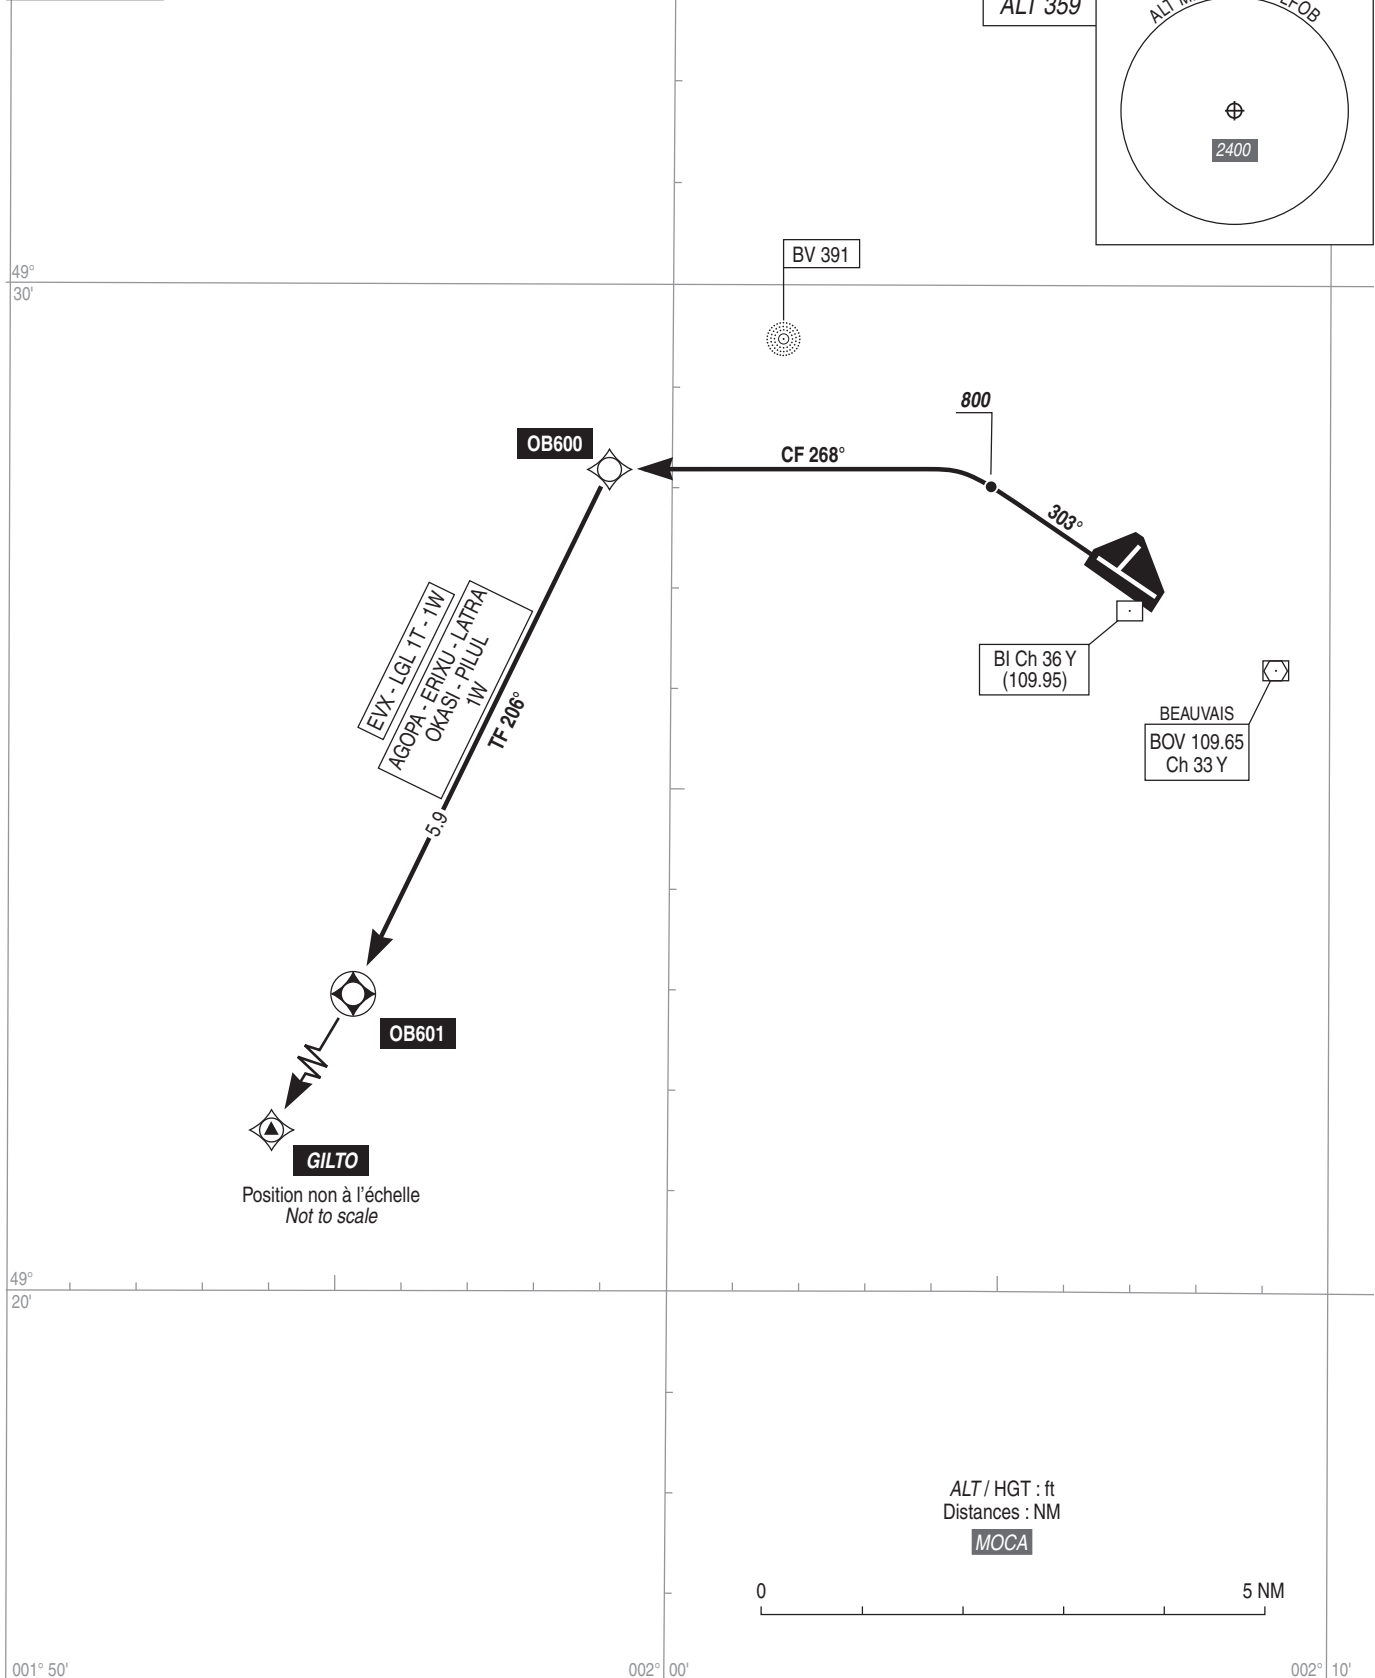 ALT 359
ALT
LFOB
2400
BV 391
49°
30'
800
OB600
CF 268°
303°
EVX - LGL 1T - 1W
AGOPA - ERIXU - LATRA
OKASI - PILUL
1W
TF 206°
BI Ch 36 Y
(109.95)
BEAUVAIS
BOV 109.65
Ch 33 Y
5.9
OB601
GILTO
Position non à l'échelle
Not to scale
49°
20'
ALT / HGT : ft
Distances : NM
MOCA
0 5 NM
001° 50' 002° 00' 002° 10'